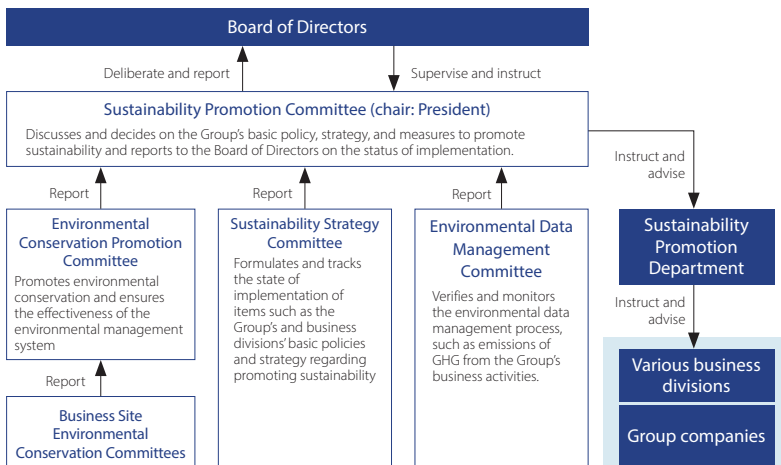 Board of Directors
Deliberate and report
Supervise and instruct
Sustainability Promotion Committee (chair: President)
Discusses and decides on the Group's basic policy, strategy, and measures to promote
sustainability and reports to the Board of Directors on the status of implementation.
Instruct and
advise
Report
Report
Report
Environmental
Conservation Promotion
Committee
Promotes environmental
conservation and ensures
the effectiveness of the
environmental management
system
Sustainability Strategy
Committee
Formulates and tracks
the state of
implementation of
items such as the
Group's and business
divisions' basic policies
and strategy regarding
promoting sustainability
Environmental Data
Management
Committee
Verifies and monitors
the environmental data
management process,
such as emissions of
GHG from the Group's
business activities.
Sustainability
Promotion
Department
Instruct and
advise
Report
Business Site
Environmental
Conservation Committees
Various business
divisions
Group companies